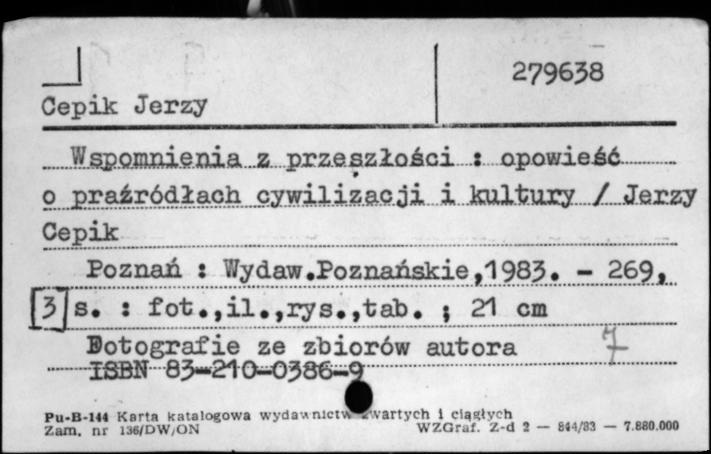 279638
Cepik Jerzy
Wspomnienia z przeszłości : opowieść
o praźródłach cywilizacji i kultury / Jerzy
Cepik
Poznań : Wydaw.Poznańskie,1983. - 269,
[3] s. : fot.,il.,rys.,tab. ; 21 cm
Fotografie ze zbiorów autora
7
ISBN 83-210-0386-9
Pu-B-144 Karta katalogowa wydawnictw zwartych i ciągłych
Zam. nr 136/DW/ON WZGraf. Z-d 2 — 844/83 — 7.880.000